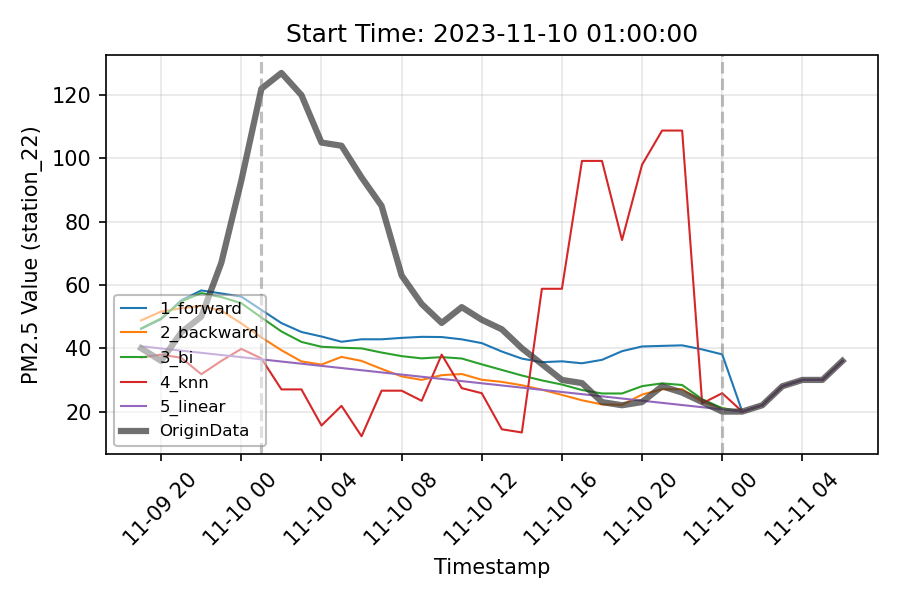 Start Time: 2023-11-10 01:00:00
PM2.5 Value (station_22)
120
100
80
60
40
20
1_forward
2_backward
3_bi
4_knn
5_linear
OriginData
11-09 20
11-10 00
11-10 04
11-10 08
11-10 12
11-10 16
11-10 20
11-11 00
11-11 04
Timestamp